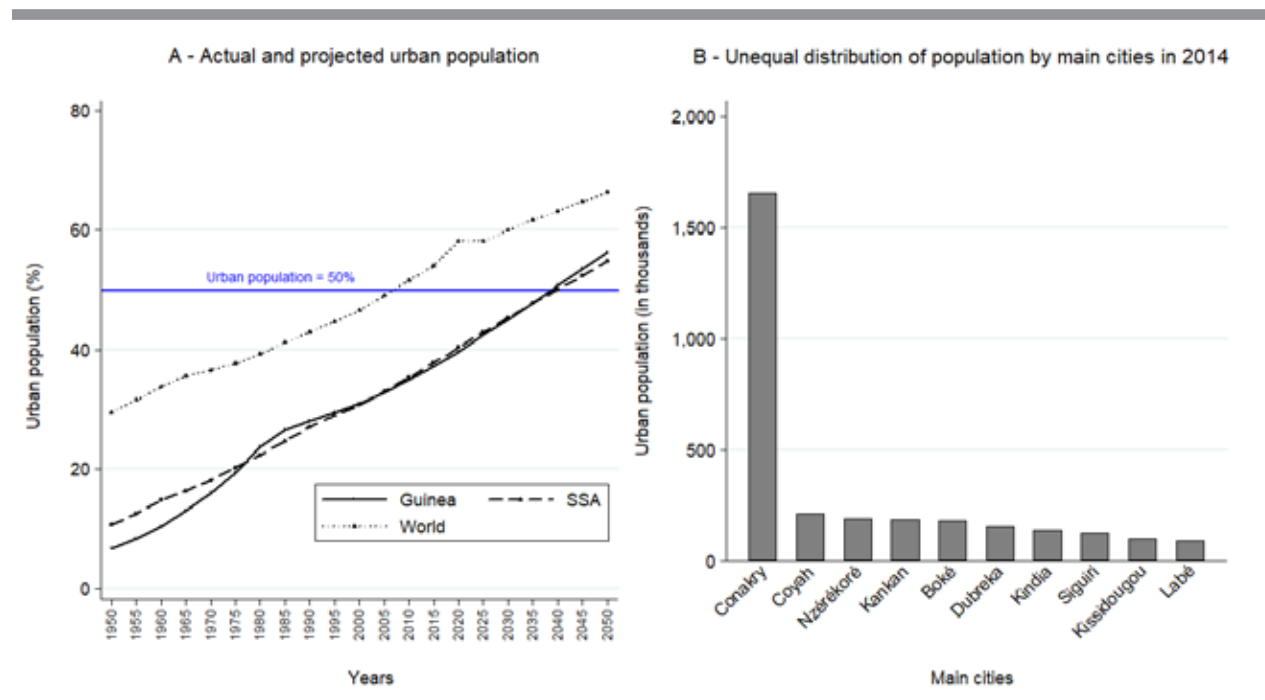 A - Actual and projected urban population
Urban population (%)
80
60
40
20
0
Urban population = 50%
Guinea
SSA
World
1950
1955
1960
1965
1970
1975
1980
1985
1990
1995
2000
2005
2010
2015
2020
2025
2030
2035
2040
2045
2050
Years
B - Unequal distribution of population by main cities in 2014
Urban population (in thousands)
2,000
1,500
1,000
500
0
Conakry
Coyah
Nzérékoré
Kankan
Boké
Dubreka
Kindia
Siguiri
Kissidougou
Labé
Main cities